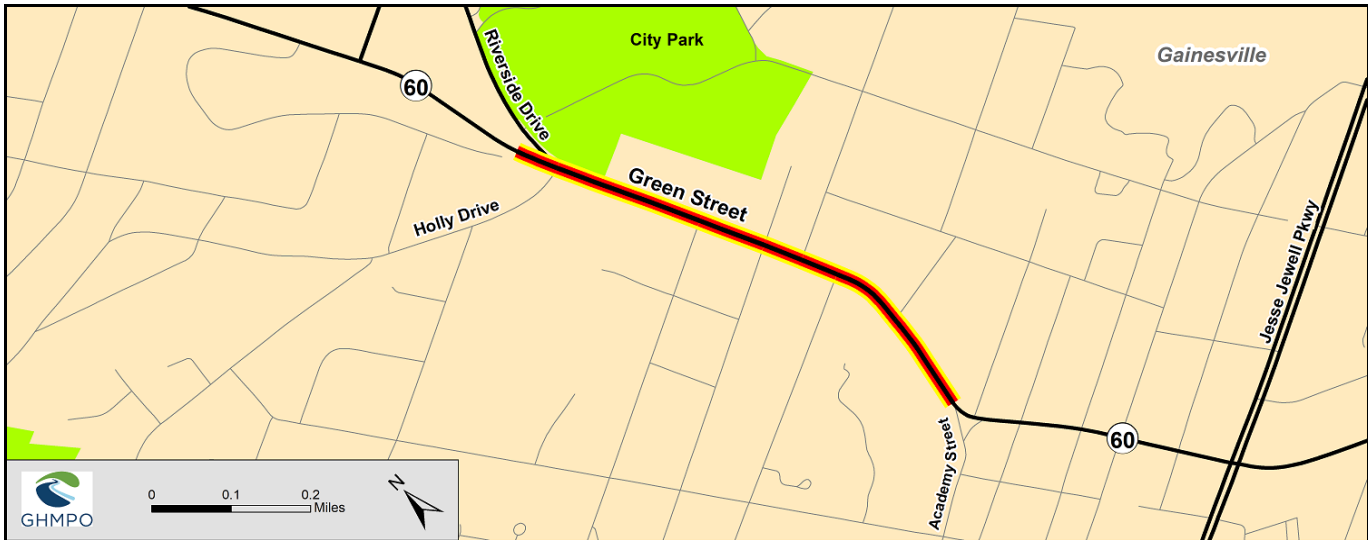 City Park
Gainesville
60
Riverside Drive
Green Street
Holly Drive
Jesse Jewell Pkwy
60
Academy Street
GHMPO
0 0.1 0.2
Miles
N